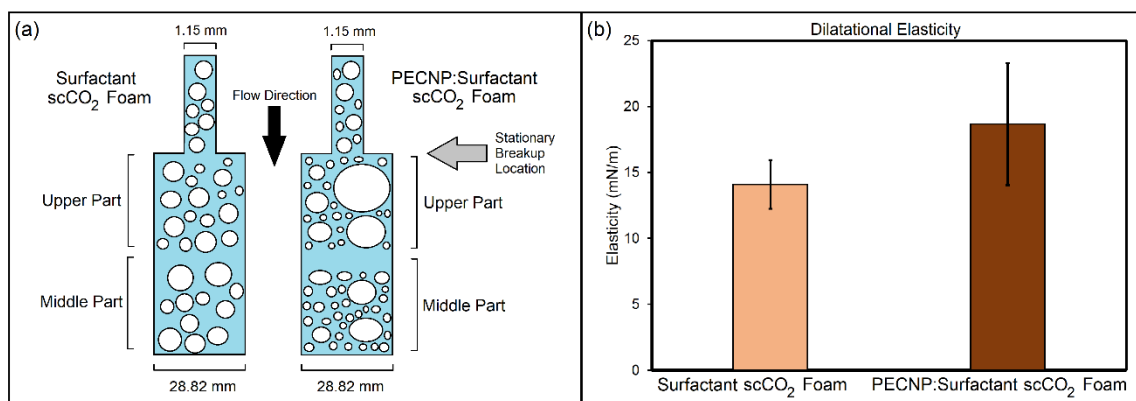 (a)
1.15 mm
1.15 mm
Surfactant
scCO₂ Foam
Flow Direction
PECNP:Surfactant
scCO₂ Foam
Stationary
Breakup
Location
Upper Part
Upper Part
Middle Part
Middle Part
28.82 mm
28.82 mm
(b)
Dilatational Elasticity
Elasticity (mN/m)
25
20
15
10
5
0
Surfactant scCO₂ Foam
PECNP:Surfactant scCO₂ Foam